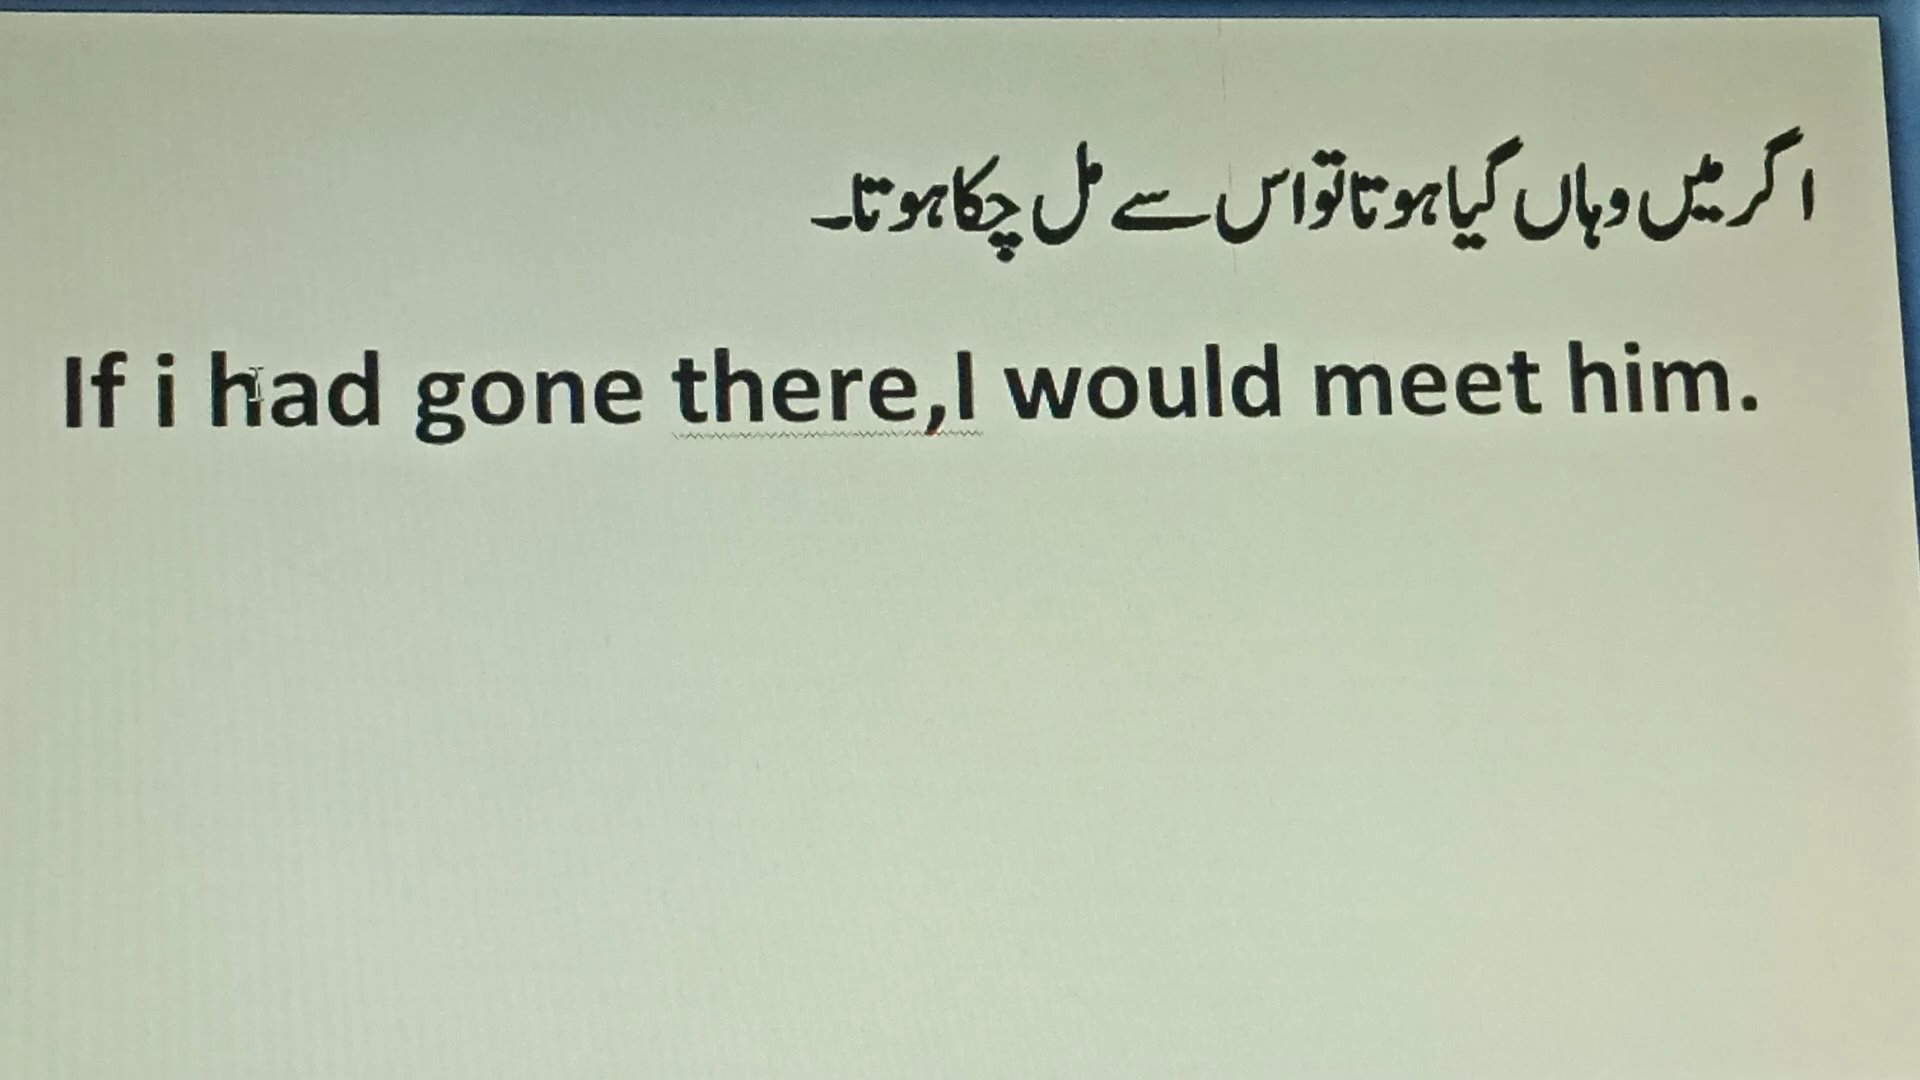 اگر میں وہاں گیا ہوتا تو اس سے مل چکا ہوتا۔
If i had gone there,I would meet him.